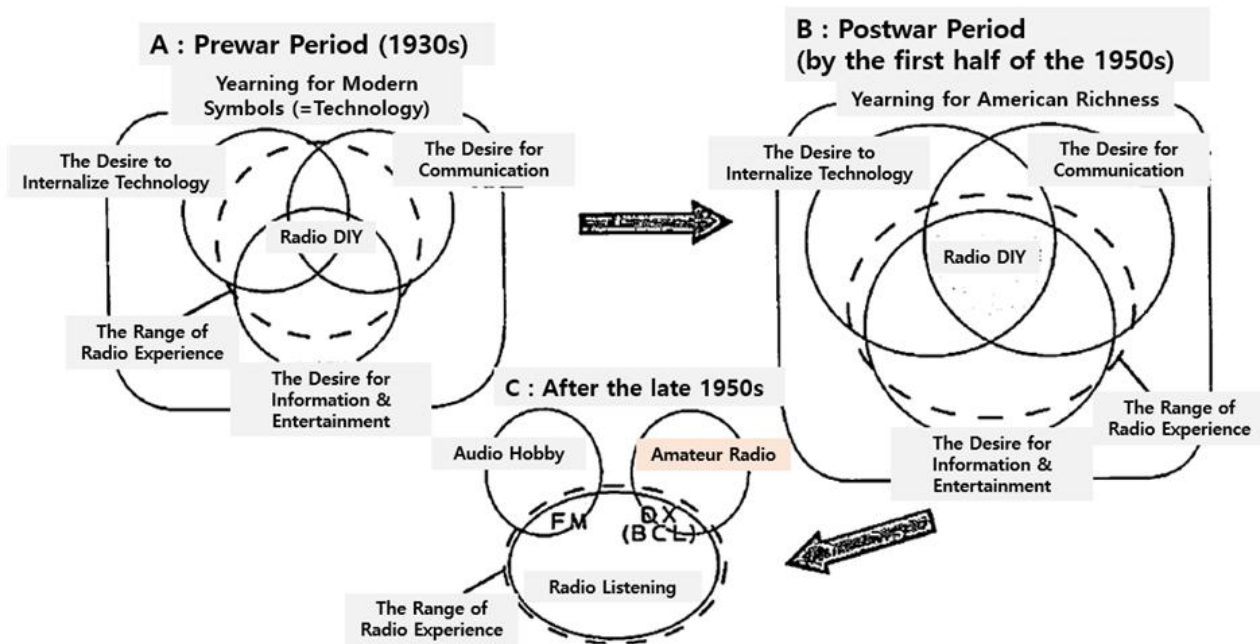 A : Prewar Period (1930s)
Yearning for Modern
Symbols (=Technology)
The Desire to
Internalize Technology
The Desire for
Communication
Radio DIY
The Range of
Radio Experience
The Desire for
Information &
Entertainment
B : Postwar Period
(by the first half of the 1950s)
Yearning for American Richness
The Desire to
Internalize Technology
The Desire for
Communication
Radio DIY
The Range of
Radio Experience
The Desire for
Information &
Entertainment
C : After the late 1950s
Audio Hobby
Amateur Radio
FM
DX
(BCL)
Radio Listening
The Range of
Radio Experience